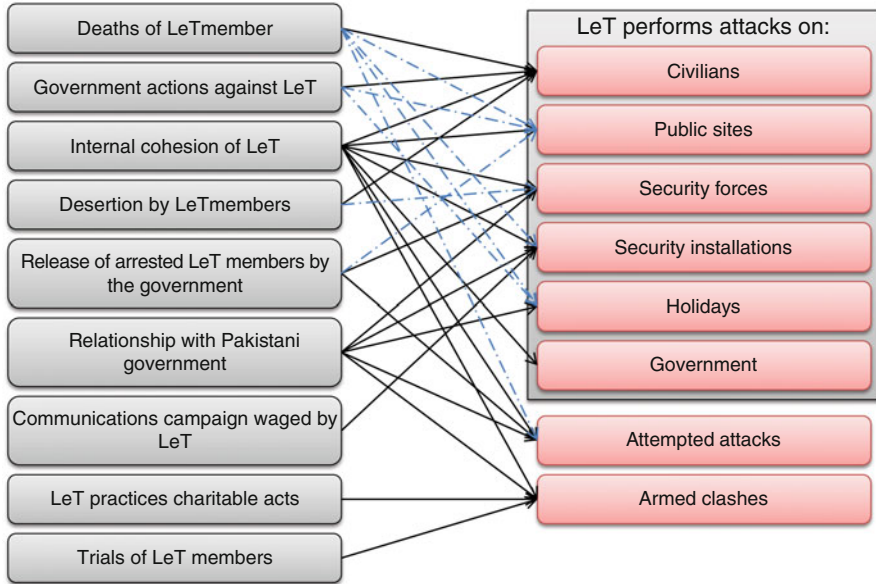 Deaths of LeTmember
Government actions against LeT
Internal cohesion of LeT
Desertion by LeTmembers
Release of arrested LeT members by
the government
Relationship with Pakistani
government
Communications campaign waged by
LeT
LeT practices charitable acts
Trials of LeT members
LeT performs attacks on:
Civilians
Public sites
Security forces
Security installations
Holidays
Government
Attempted attacks
Armed clashes